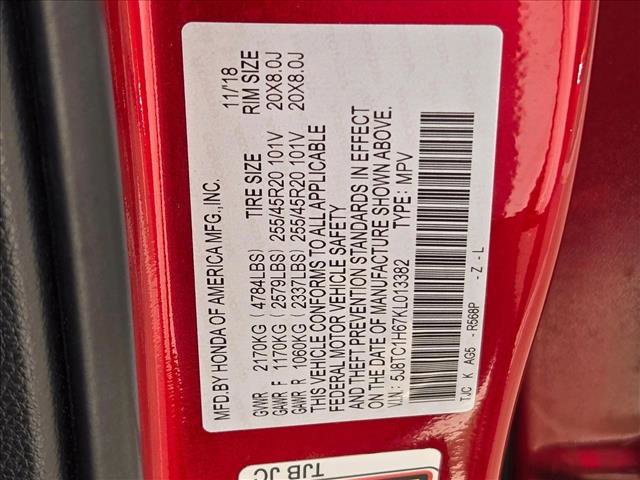 MFD.BY HONDA OF AMERICA MFG.,INC. 11/18
TIRE SIZE RIM SIZE
GVWR 2170KG (4784LBS)
GAWR F 1170KG (2579LBS) 255/45R20 101V 20X8.0J
GAWR R 1060KG (2337LBS) 255/45R20 101V 20X8.0J
THIS VEHICLE CONFORMS TO ALL APPLICABLE
FEDERAL MOTOR VEHICLE SAFETY
AND THEFT PREVENTION STANDARDS IN EFFECT
ON THE DATE OF MANUFACTURE SHOWN ABOVE.
V.I.N.: 5J8TC1H67KL013382 TYPE: MPV
TJC K AG5 -R568P - Z - L
TJB JC